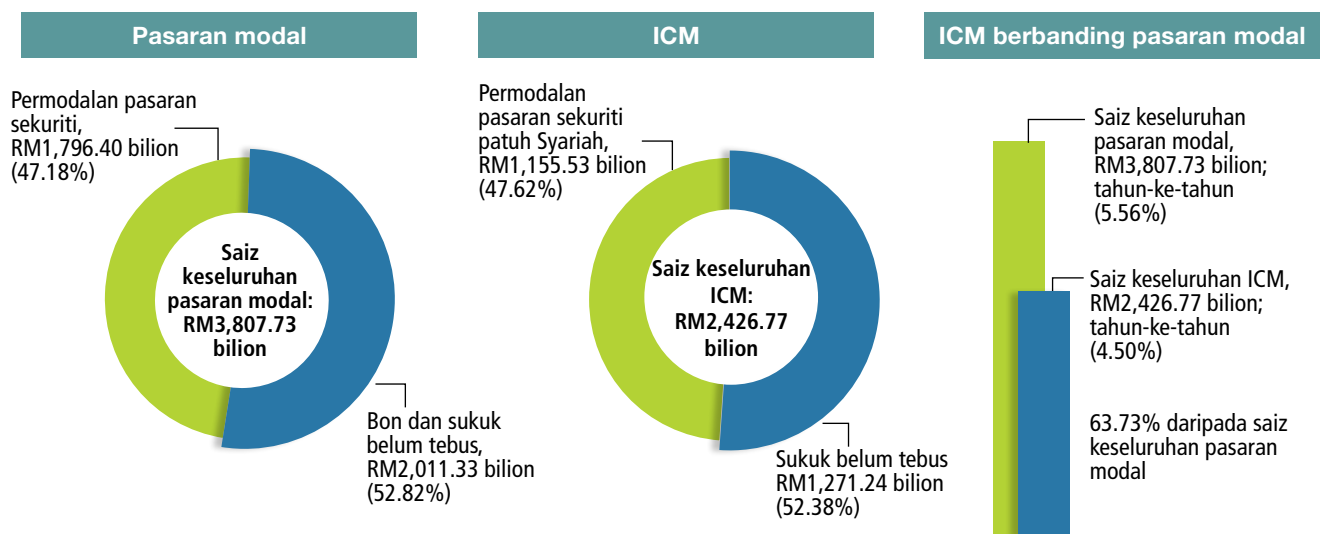 Pasaran modal
Permodalan pasaran
sekuriti,
RM1,796.40 bilion
(47.18%)
Saiz
keseluruhan
pasaran modal:
RM3,807.73
bilion
Bon dan sukuk
belum tebus,
RM2,011.33 bilion
(52.82%)
ICM
Permodalan
pasaran sekuriti
patuh Syariah,
RM1,155.53 bilion
(47.62%)
Saiz keseluruhan
ICM:
RM2,426.77
bilion
Sukuk belum tebus
RM1,271.24 bilion
(52.38%)
ICM berbanding pasaran modal
Saiz keseluruhan
pasaran modal,
RM3,807.73 bilion;
tahun-ke-tahun
(5.56%)
Saiz keseluruhan ICM,
RM2,426.77 bilion;
tahun-ke-tahun
(4.50%)
63.73% daripada saiz
keseluruhan pasaran
modal